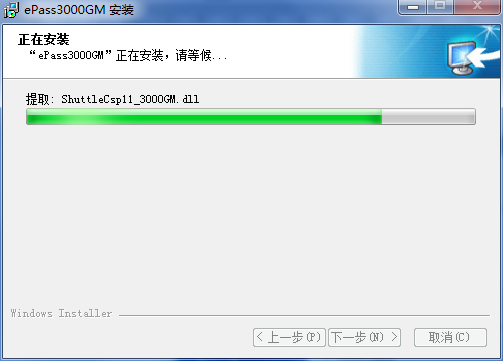 ePass3000GM 安装
正在安装
“ePass3000GM”正在安装，请等候...
提取: ShuttleCsp11_3000GM.dll
Windows Installer
< 上一步(P) 下一步(N) > 取消(C)